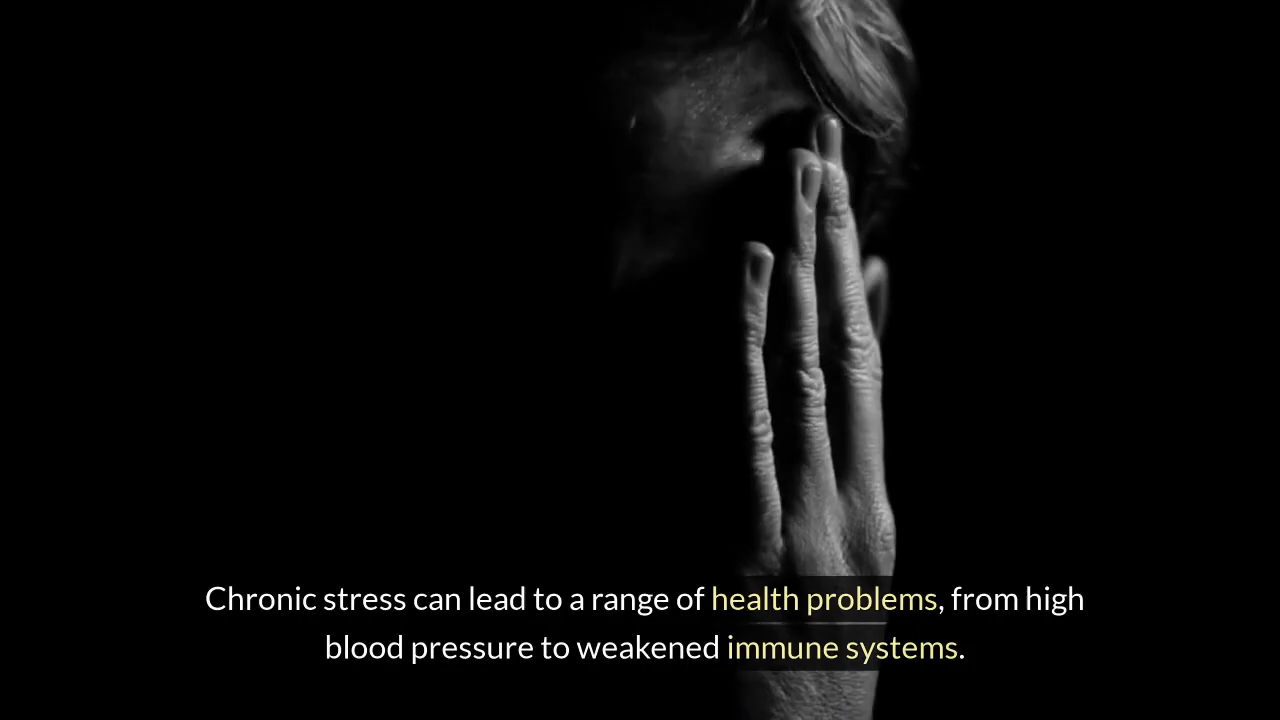 Chronic stress can lead to a range of health problems, from high
blood pressure to weakened immune systems.